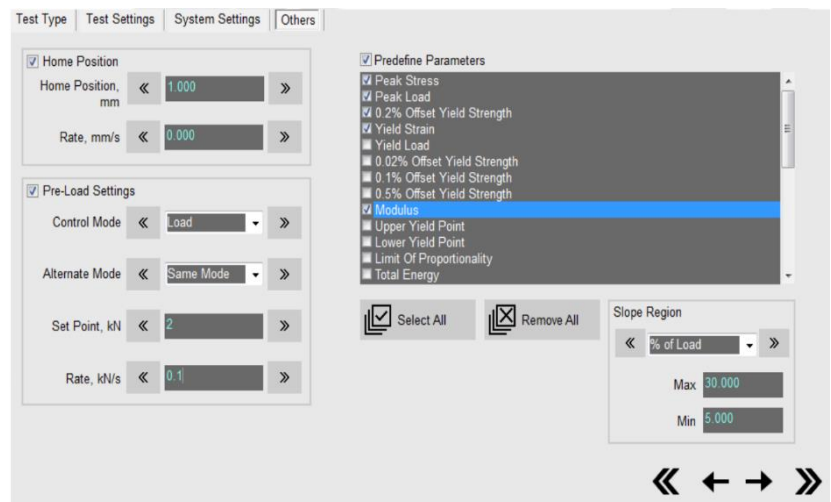 Test Type Test Settings System Settings Others
Home Position
Home Position, mm 1.000
Rate, mm/s 0.000
Pre-Load Settings
Control Mode Load
Alternate Mode Same Mode
Set Point, kN 2
Rate, kN/s 0.1
Predefine Parameters
Peak Stress
Peak Load
0.2% Offset Yield Strength
Yield Strain
Yield Load
0.02% Offset Yield Strength
0.1% Offset Yield Strength
0.5% Offset Yield Strength
Modulus
Upper Yield Point
Lower Yield Point
Limit Of Proportionality
Total Energy
Select All Remove All
Slope Region
% of Load
Max 30.000
Min 5.000